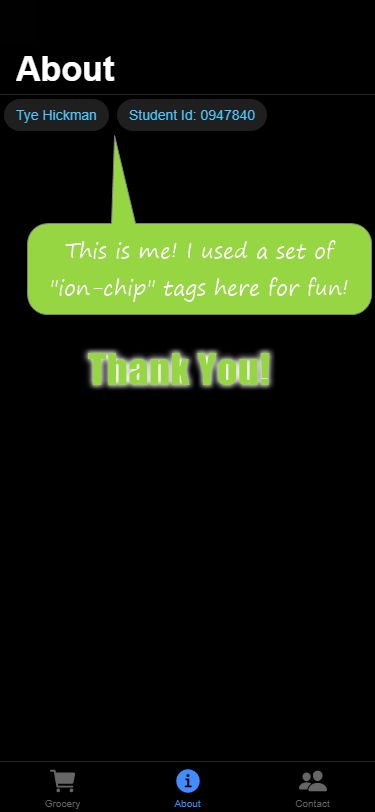 About
Tye Hickman
Student Id: 0947840
This is me! I used a set of
"ion-chip" tags here for fun!
Thank You!
Grocery
About
Contact